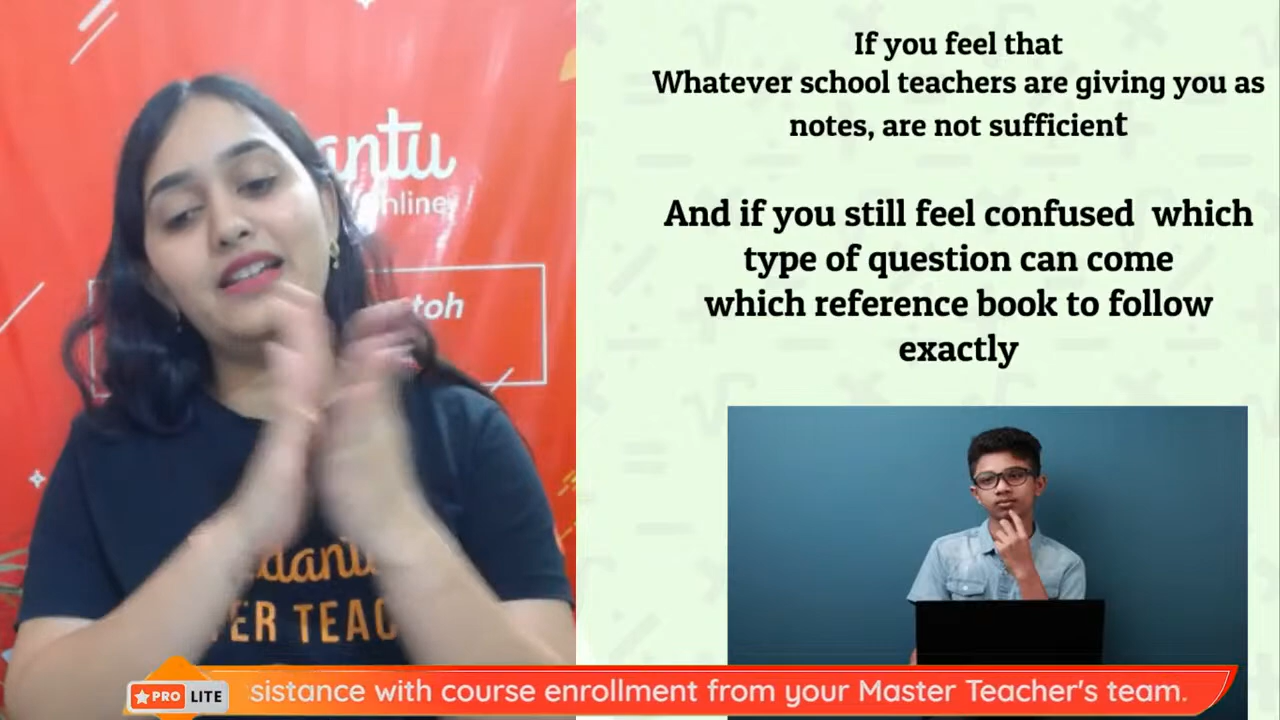 If you feel that
Whatever school teachers are giving you as
notes, are not sufficient
And if you still feel confused which
type of question can come
which reference book to follow
exactly
toh
PRO LITE
with course enrollment from your Master Teacher's team.